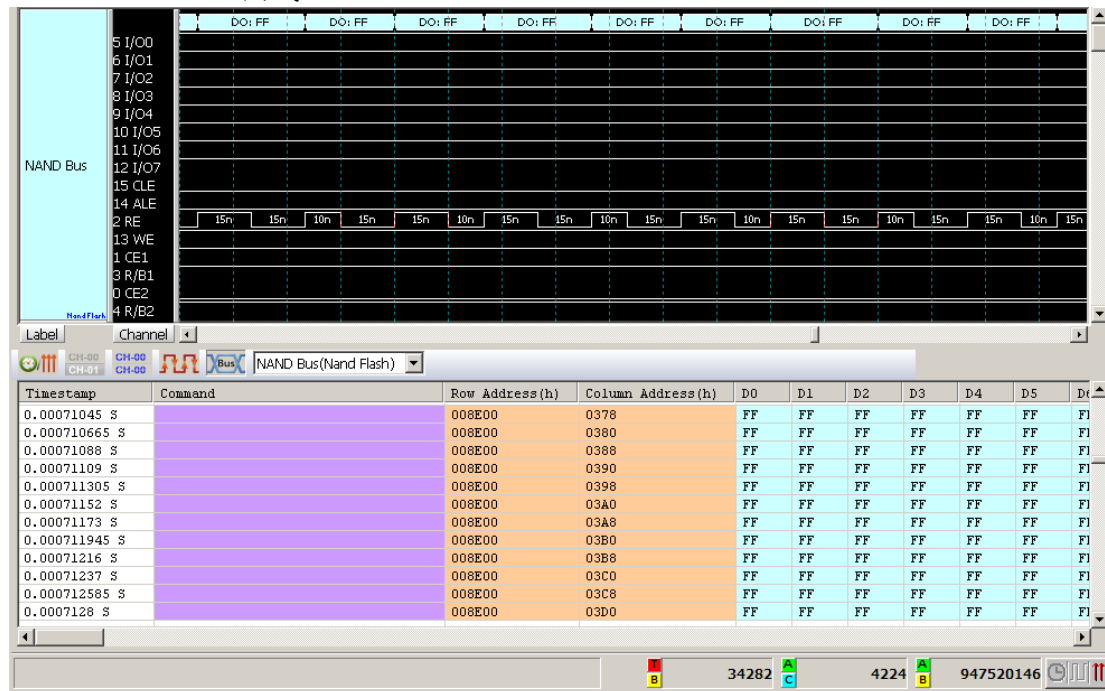 DO: FF DO: FF DO: FF DO: FF DO: FF DO: FF DO: FF DO: FF DO: FF
5 I/O0
6 I/O1
7 I/O2
8 I/O3
9 I/O4
10 I/O5
11 I/O6
NAND Bus 12 I/O7
15 CLE
14 ALE
2 RE 15n 15n 10n 15n 15n 10n 15n 15n 10n 15n 15n 10n 15n 15n 10n 15n 15n 10n 15n
13 WE
1 CE1
3 R/B1
0 CE2
Nand Flash 4 R/B2
Label Channel
CH-00 CH-01 CH-00 CH-00 Bus NAND Bus(Nand Flash)
Timestamp Command Row Address(h) Column Address(h) D0 D1 D2 D3 D4 D5
0.00071045 S 008E00 0378 FF FF FF FF FF FF
0.000710665 S 008E00 0380 FF FF FF FF FF FF
0.00071088 S 008E00 0388 FF FF FF FF FF FF
0.00071109 S 008E00 0390 FF FF FF FF FF FF
0.000711305 S 008E00 0398 FF FF FF FF FF FF
0.00071152 S 008E00 03A0 FF FF FF FF FF FF
0.00071173 S 008E00 03A8 FF FF FF FF FF FF
0.000711945 S 008E00 03B0 FF FF FF FF FF FF
0.00071216 S 008E00 03B8 FF FF FF FF FF FF
0.00071237 S 008E00 03C0 FF FF FF FF FF FF
0.000712585 S 008E00 03C8 FF FF FF FF FF FF
0.0007128 S 008E00 03D0 FF FF FF FF FF FF
T B 34282 A C 4224 A B 947520146